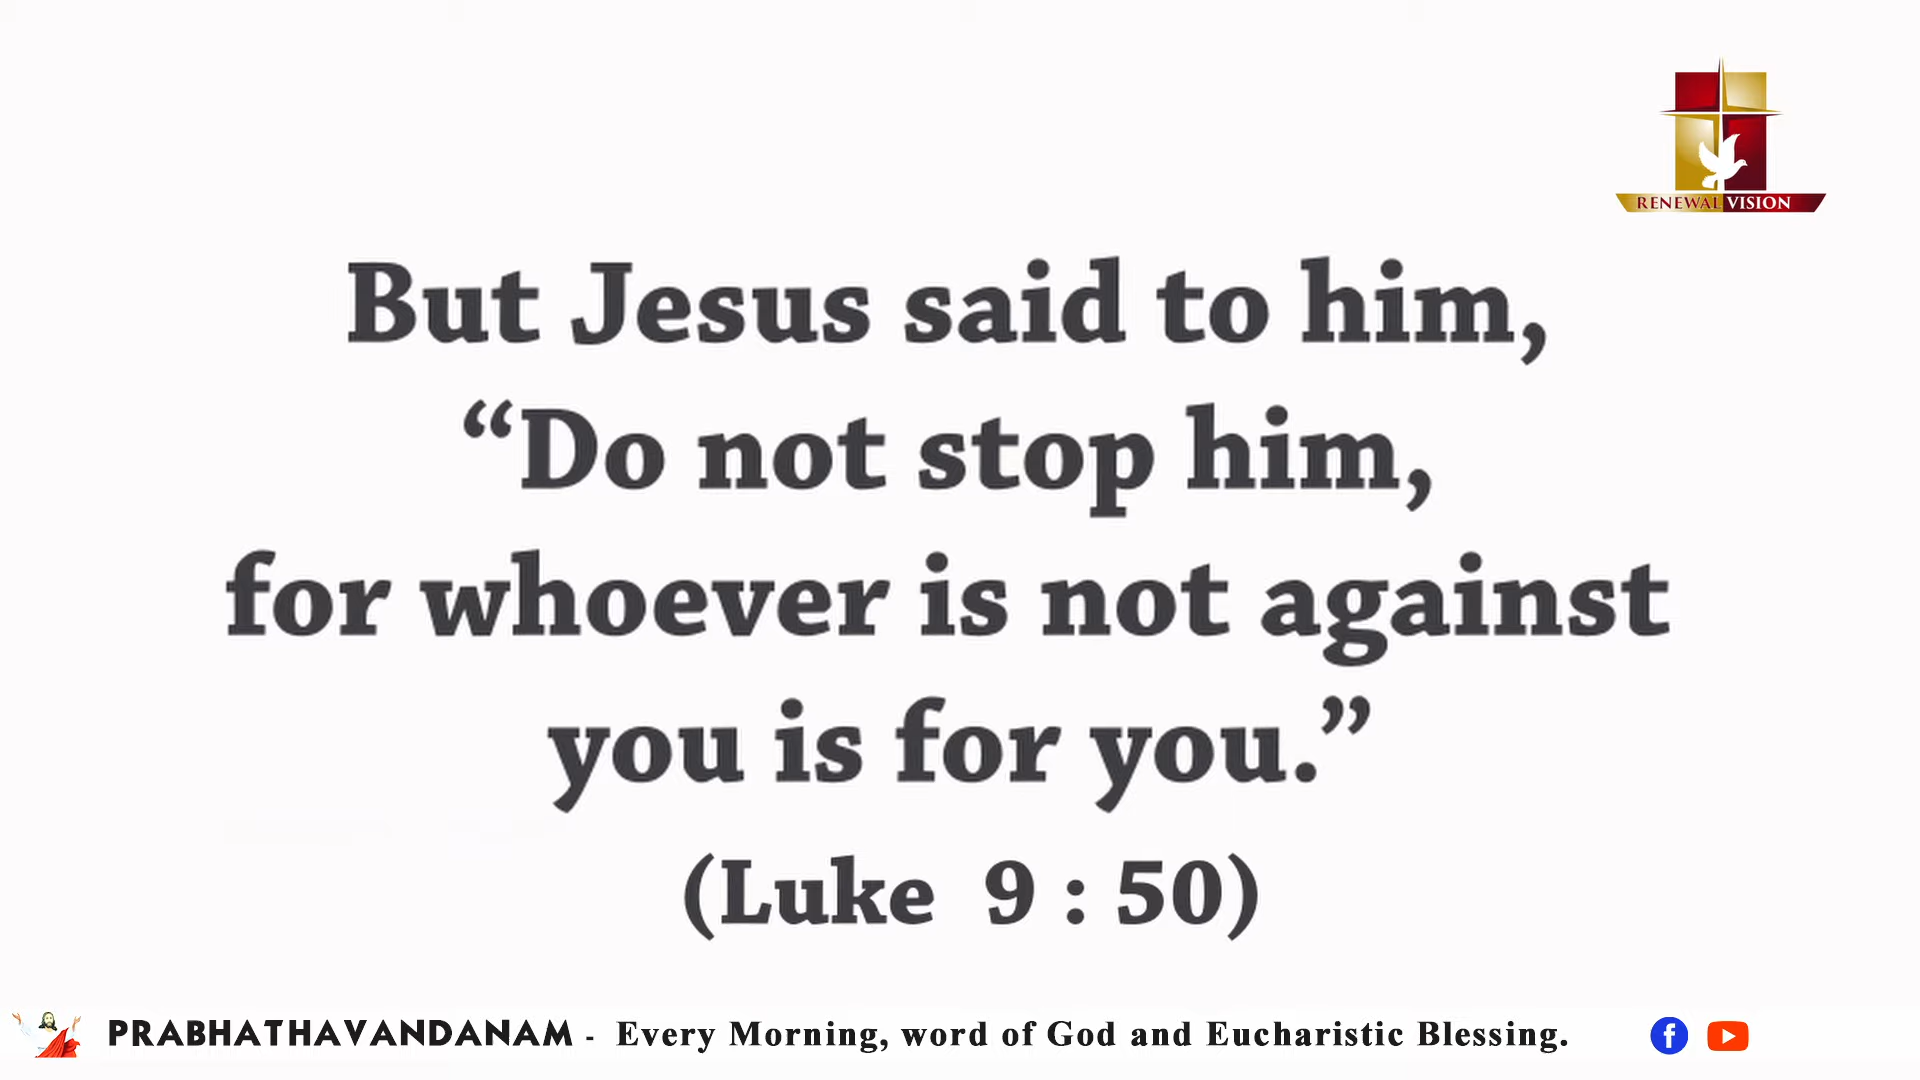 RENEWAL VISION
But Jesus said to him,
“Do not stop him,
for whoever is not against
you is for you.”
(Luke 9 : 50)
PRABHATHAVANDANAM - Every Morning, word of God and Eucharistic Blessing.